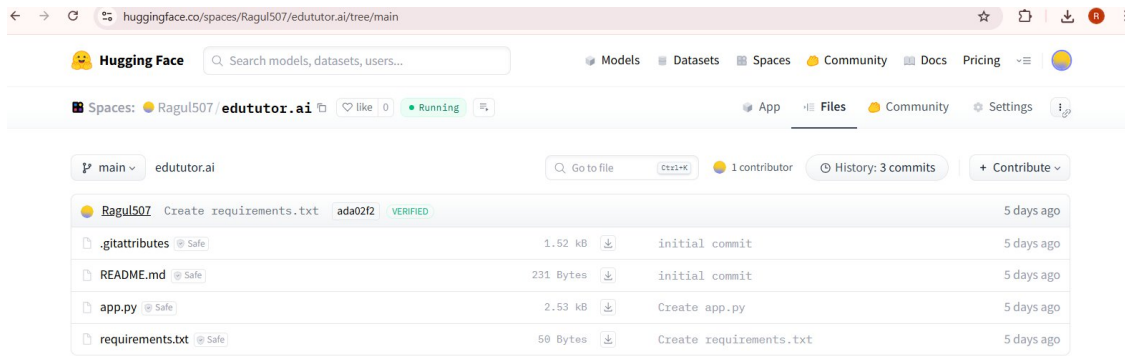 huggingface.co/spaces/Ragul507/edututor.ai/tree/main R
Hugging Face Search models, datasets, users... Models Datasets Spaces Community Docs Pricing
Spaces: Ragul507/edututor.ai like 0 Running App Files Community Settings
main edututor.ai Go to file Ctrl+K 1 contributor History: 3 commits + Contribute
Ragul507 Create requirements.txt ada02f2 VERIFIED 5 days ago
.gitattributes Safe 1.52 kB initial commit 5 days ago
README.md Safe 231 Bytes initial commit 5 days ago
app.py Safe 2.53 kB Create app.py 5 days ago
requirements.txt Safe 50 Bytes Create requirements.txt 5 days ago